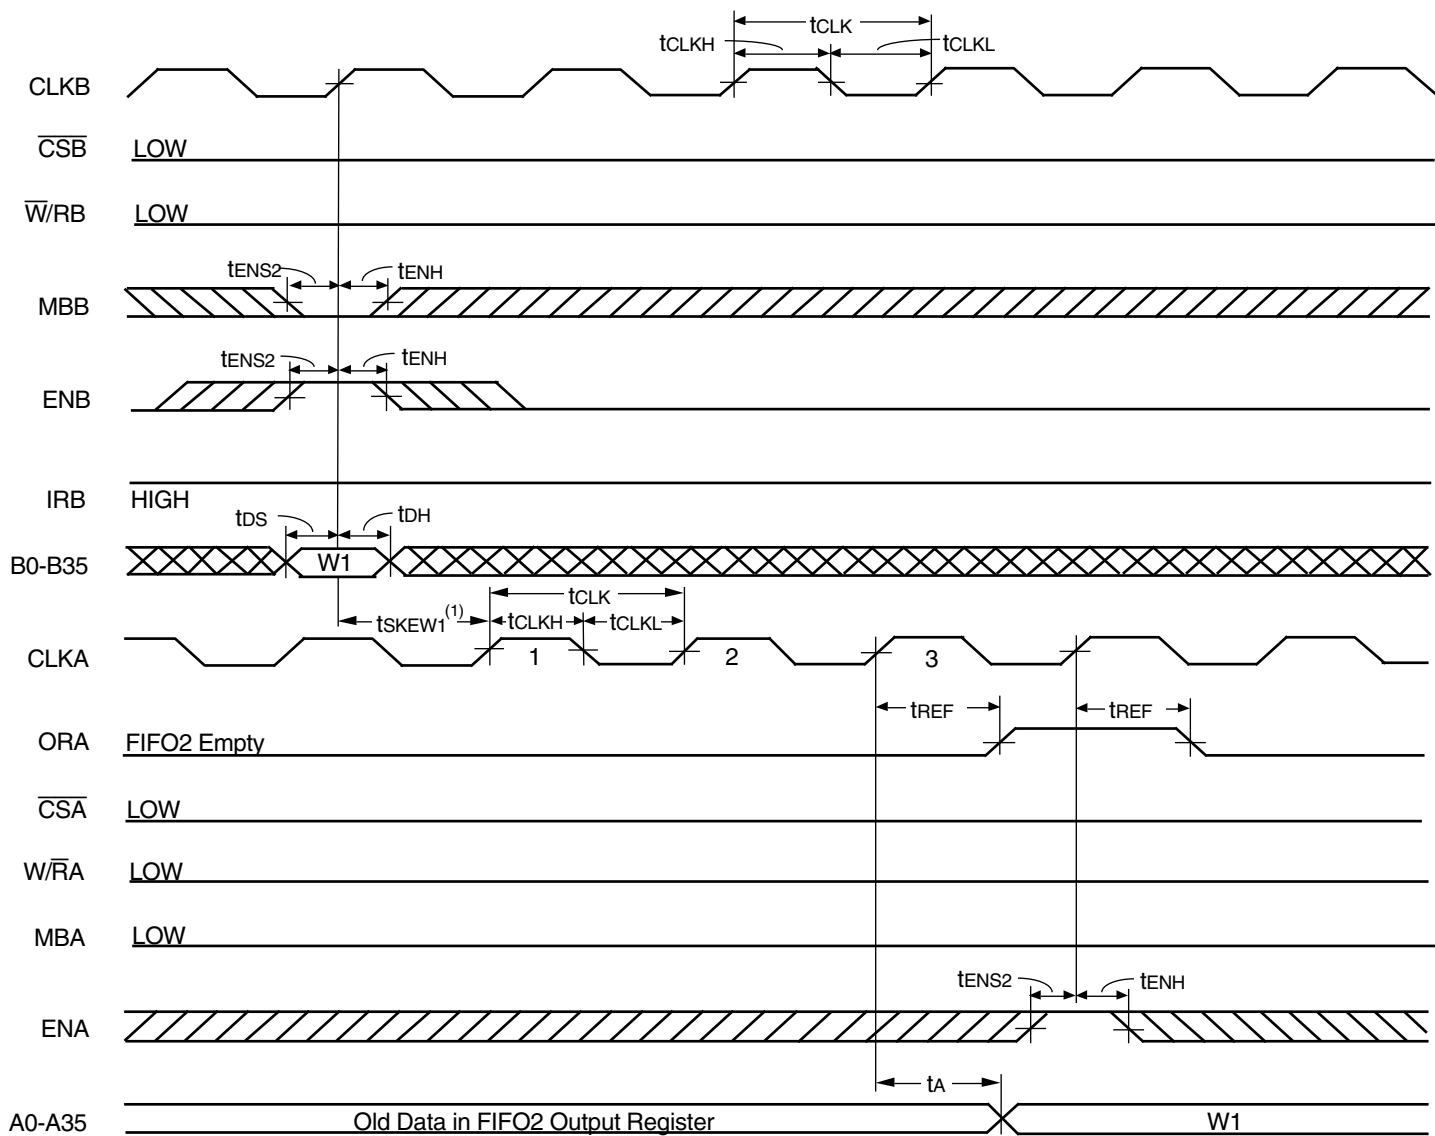 tCLK
tCLKH
tCLKL
CLKB
CSB
LOW
W/RB
LOW
tENS2
tENH
MBB
tENS2
tENH
ENB
IRB
HIGH
tDS
tDH
B0-B35
W1
tCLK
tSKEW1(1)
tCLKH
tCLKL
CLKA
1
2
3
tREF
tREF
ORA
FIFO2 Empty
CSA
LOW
W/RA
LOW
MBA
LOW
tENS2
tENH
ENA
tA
A0-A35
Old Data in FIFO2 Output Register
W1